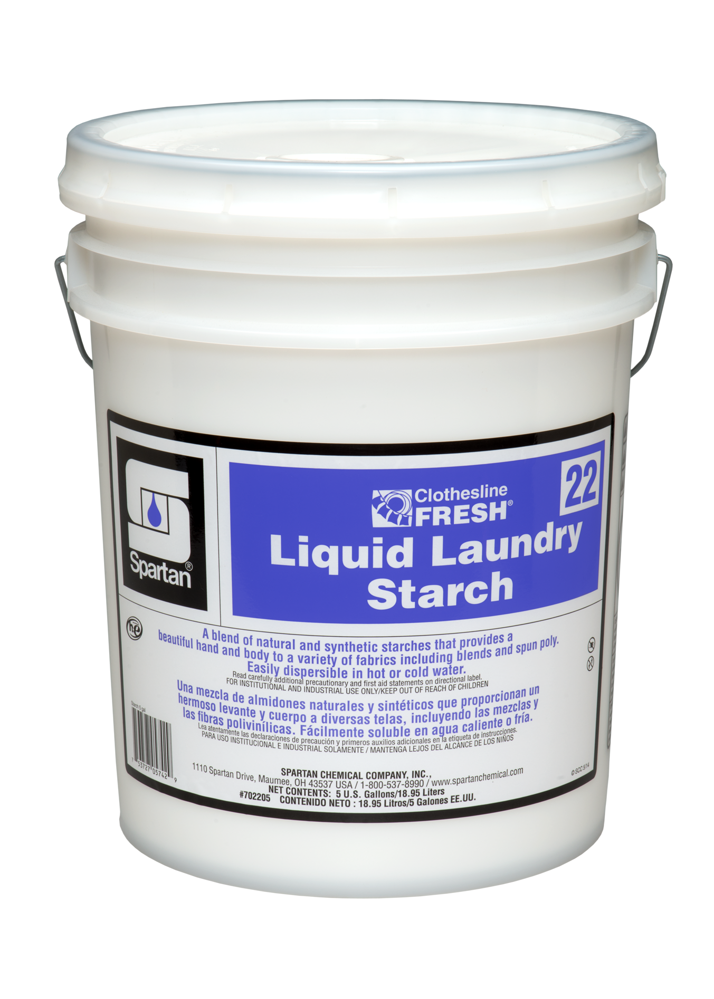 Clothesline
FRESH®
22
Liquid Laundry
Starch
Spartan®
he
A blend of natural and synthetic starches that provides a
beautiful hand and body to a variety of fabrics including blends and spun poly.
Easily dispersible in hot or cold water.
Read carefully additional precautionary and first aid statements on directional label.
FOR INSTITUTIONAL AND INDUSTRIAL USE ONLY/KEEP OUT OF REACH OF CHILDREN
Una mezcla de almidones naturales y sintéticos que proporcionan un
hermoso levante y cuerpo a diversas telas, incluyendo las mezclas y
las fibras polivinílicas. Fácilmente soluble en agua caliente o fría.
Lea atentamente las declaraciones de precaución y primeros auxilios adicionales en la etiqueta de instrucciones.
PARA USO INSTITUCIONAL E INDUSTRIAL SOLAMENTE / MANTENGA LEJOS DEL ALCANCE DE LOS NIÑOS
Starch 5 gal
7 53727 05742 9
SPARTAN CHEMICAL COMPANY, INC.,
1110 Spartan Drive, Maumee, OH 43537 USA / 1-800-537-8990 / www.spartanchemical.com
NET CONTENTS: 5 U.S. Gallons/18.95 Liters
#702205 CONTENIDO NETO : 18.95 Litros/5 Galones EE.UU.
© SCC 5/14